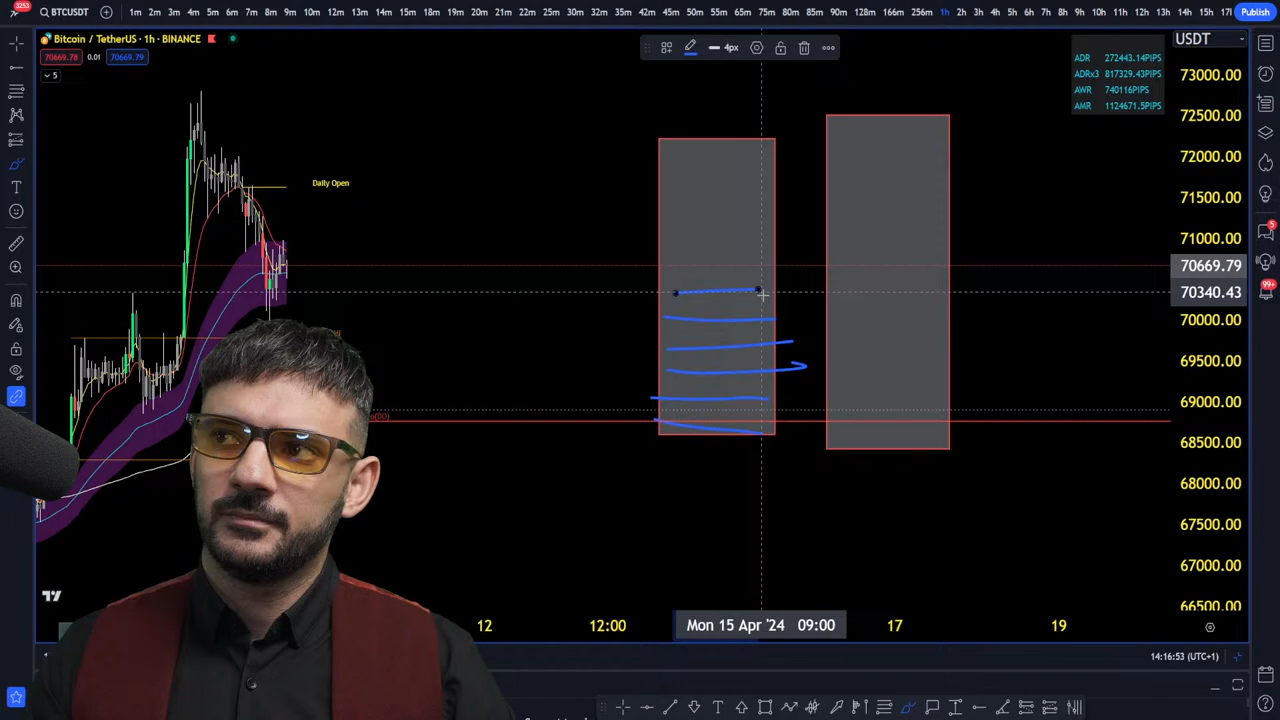 3253
BTCUSDT
1m 2m 3m 4m 5m 6m 7m 8m 9m 10m 11m 12m 13m 14m 15m 17m 18m 19m 20m 21m 22m 23m 30m 42m 45m 50m 65m 75m 80m 85m 90m 128m 166m 256m 1h 2h 3h 4h 5h 6h 7h 8h 9h 10h 11h 12h 13h 14h 15h 17
Publish
Bitcoin / TetherUS · 1h · BINANCE
70669.78 0.01 70669.79
5
4px
ADR 272443.14PIPS
ADRx3 817329.43PIPS
AWR 740116PIPS
AMR 1124671.5PIPS
USDT
73000.00
72500.00
72000.00
71500.00
71000.00
70669.79
70340.43
70000.00
69500.00
69000.00
68500.00
68000.00
67500.00
67000.00
66500.00
Daily Open
(DO)
5
99+
12 12:00 Mon 15 Apr '24 09:00 17 19
14:16:53 (UTC+1)